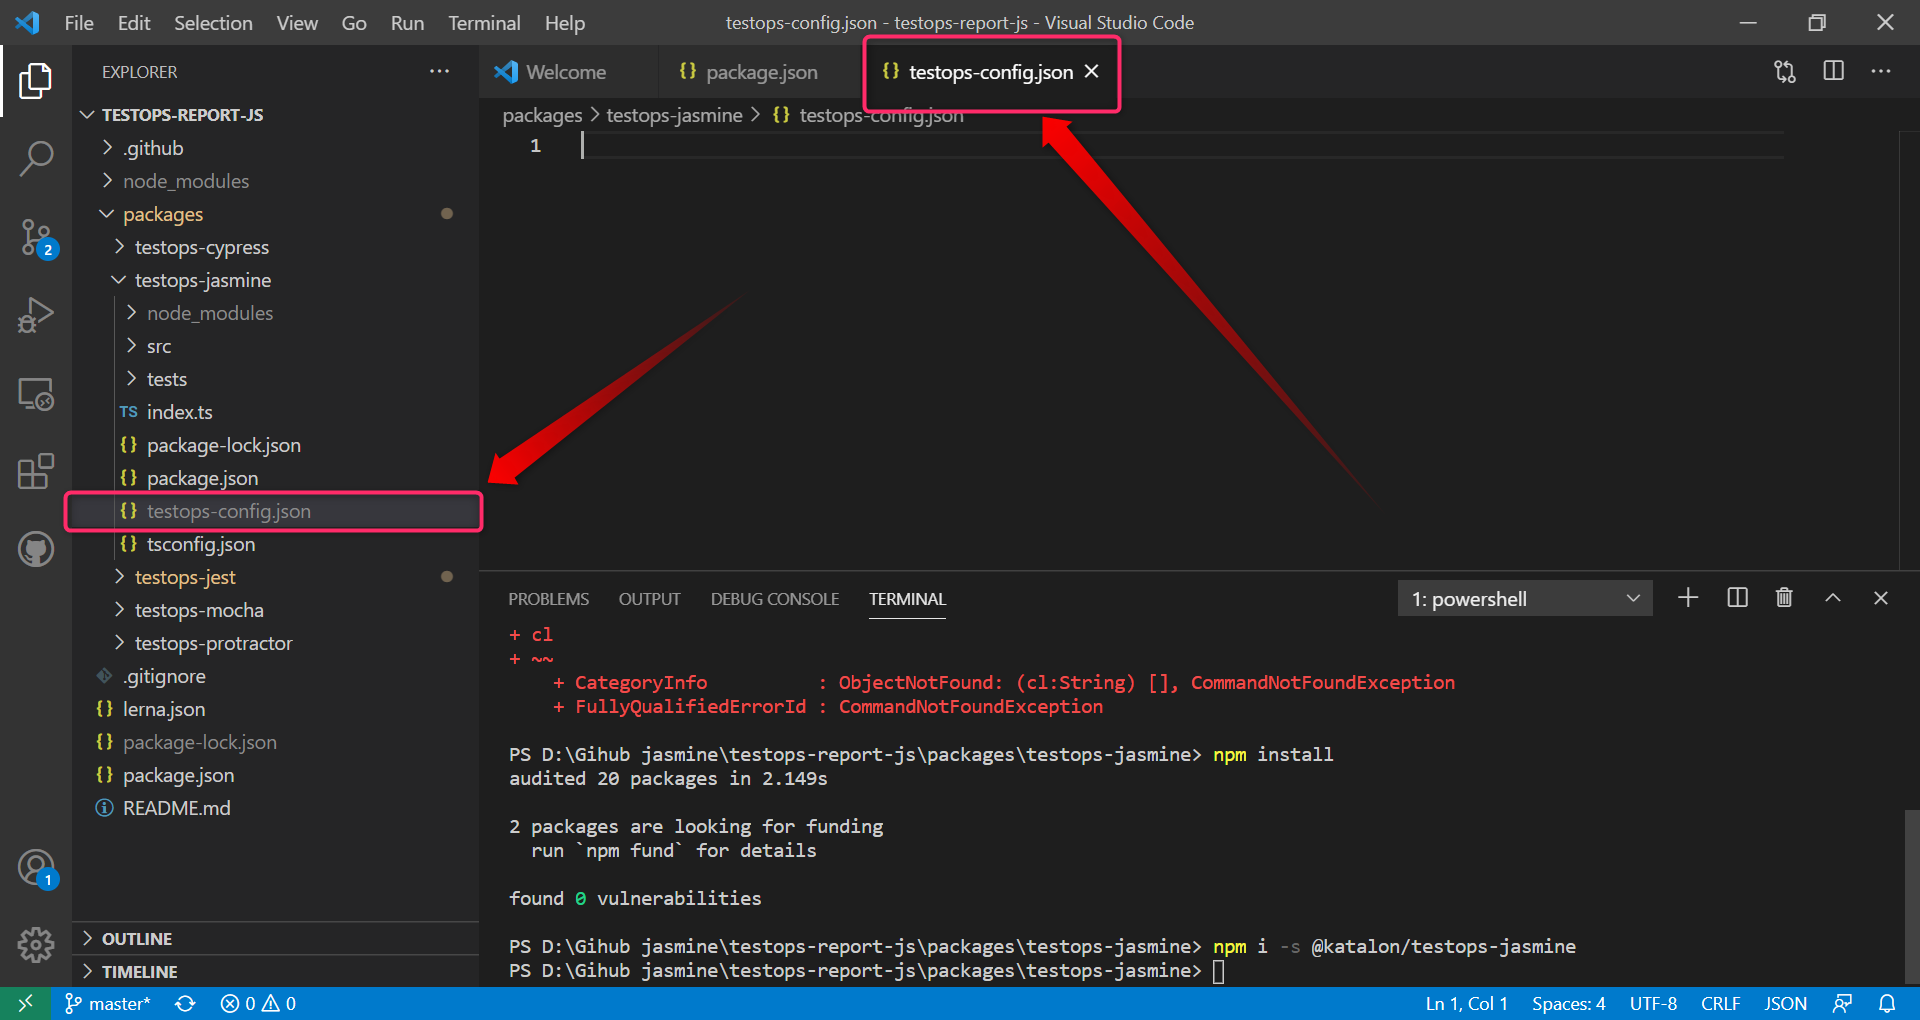 File Edit Selection View Go Run Terminal Help
testops-config.json - testops-report-js - Visual Studio Code
EXPLORER
TESTOPS-REPORT-JS
.github
node_modules
packages
testops-cypress
testops-jasmine
node_modules
src
tests
TS index.ts
{} package-lock.json
{} package.json
{} testops-config.json
{} tsconfig.json
testops-jest
testops-mocha
testops-protractor
.gitignore
{} lerna.json
{} package-lock.json
{} package.json
README.md
OUTLINE
TIMELINE
2
1
Welcome
{} package.json
{} testops-config.json
packages > testops-jasmine > {} testops-config.json
1
PROBLEMS OUTPUT DEBUG CONSOLE TERMINAL
1: powershell
+ cl
+ ~~
+ CategoryInfo : ObjectNotFound: (cl:String) [], CommandNotFoundException
+ FullyQualifiedErrorId : CommandNotFoundException
PS D:\Gihub jasmine\testops-report-js\packages\testops-jasmine> npm install
audited 20 packages in 2.149s
2 packages are looking for funding
run `npm fund` for details
found 0 vulnerabilities
PS D:\Gihub jasmine\testops-report-js\packages\testops-jasmine> npm i -s @katalon/testops-jasmine
PS D:\Gihub jasmine\testops-report-js\packages\testops-jasmine>
master* 0 0
Ln 1, Col 1 Spaces: 4 UTF-8 CRLF JSON